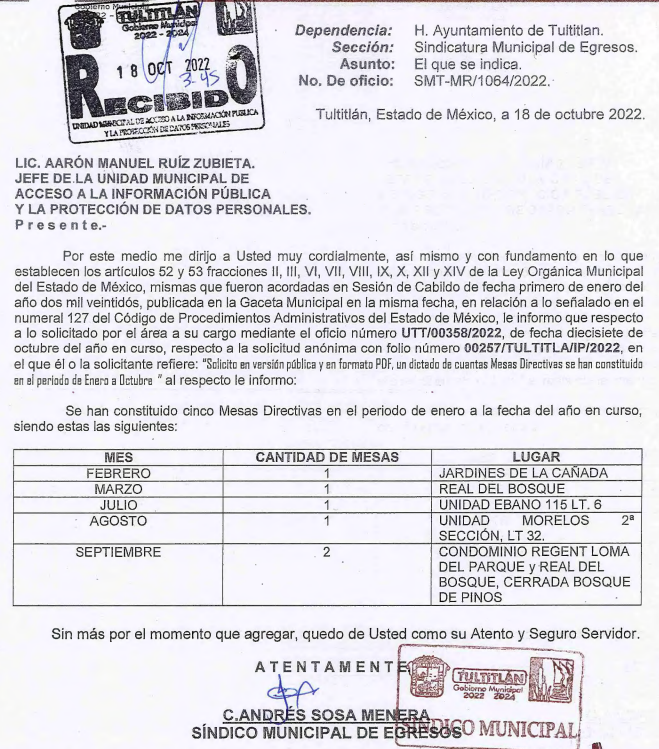 Gobierno Municipal
TULTITLÁN
Gobierno Municipal
2022 - 2024
18 OCT 2022
3:45
RECIBIDO
UNIDAD MUNICIPAL DE ACCESO A LA INFORMACIÓN PUBLICA
Y LA PROTECCIÓN DE DATOS PERSONALES
Dependencia: H. Ayuntamiento de Tultitlan.
Sección: Sindicatura Municipal de Egresos.
Asunto: El que se indica.
No. De oficio: SMT-MR/1064/2022.
Tultitlán, Estado de México, a 18 de octubre 2022.
LIC. AARÓN MANUEL RUÍZ ZUBIETA.
JEFE DE LA UNIDAD MUNICIPAL DE
ACCESO A LA INFORMACIÓN PÚBLICA
Y LA PROTECCIÓN DE DATOS PERSONALES.
P r e s e n t e.-
Por este medio me dirijo a Usted muy cordialmente, así mismo y con fundamento en lo que
establecen los artículos 52 y 53 fracciones II, III, VI, VII, VIII, IX, X, XII y XIV de la Ley Orgánica Municipal
del Estado de México, mismas que fueron acordadas en Sesión de Cabildo de fecha primero de enero del
año dos mil veintidós, publicada en la Gaceta Municipal en la misma fecha, en relación a lo señalado en el
numeral 127 del Código de Procedimientos Administrativos del Estado de México, le informo que respecto
a lo solicitado por el área a su cargo mediante el oficio número UTT/00358/2022, de fecha diecisiete de
octubre del año en curso, respecto a la solicitud anónima con folio número 00257/TULTITLA/IP/2022, en
el que él o la solicitante refiere: "Solicito en versión pública y en formato PDF, un dictado de cuentas Mesas Directivas se han constituido
en el periodo de Enero a Octubre " al respecto le informo:
Se han constituido cinco Mesas Directivas en el periodo de enero a la fecha del año en curso,
siendo estas las siguientes:
MES CANTIDAD DE MESAS LUGAR
FEBRERO 1 JARDINES DE LA CAÑADA
MARZO 1 REAL DEL BOSQUE
JULIO 1 UNIDAD EBANO 115 LT. 6
AGOSTO 1 UNIDAD MORELOS 2ª
SECCIÓN, LT 32.
SEPTIEMBRE 2 CONDOMINIO REGENT LOMA
DEL PARQUE y REAL DEL
BOSQUE, CERRADA BOSQUE
DE PINOS
Sin más por el momento que agregar, quedo de Usted como su Atento y Seguro Servidor.
A T E N T A M E N T E
C.ANDRÉS SOSA MENERA
SÍNDICO MUNICIPAL DE EGRESOS
TULTITLÁN
Gobierno Municipal
2022 2024
SÍNDICO MUNICIPAL